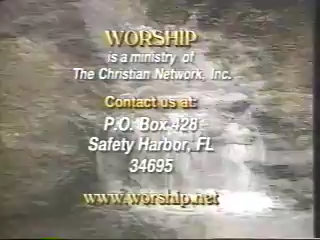 WORSHIP
is a ministry of
The Christian Network, Inc.
Contact us at:
P.O. Box 428
Safety Harbor, FL
34695
www.worship.net